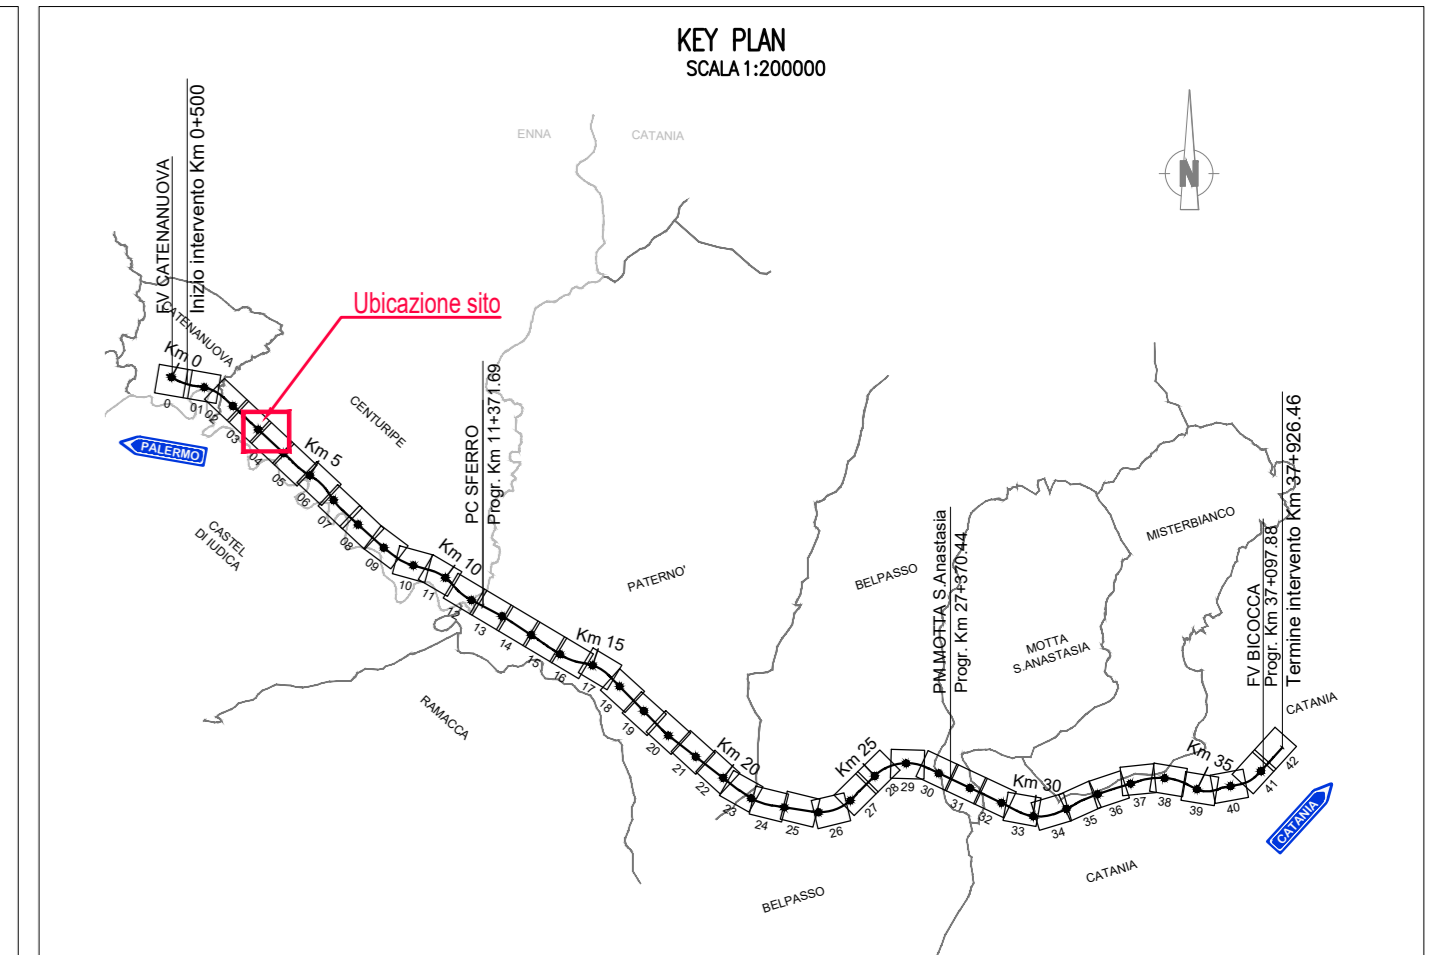 KEY PLAN
SCALA 1:200000
ENNA
CATANIA
N
FV CATENANUOVA
Inizio intervento Km 0+500
CATENANUOVA
Ubicazione sito
Km 0
0
01
02
03
04
05
06
07
08
09
10
11
12
13
14
15
16
17
18
19
20
21
22
23
24
25
26
27
28
29
30
31
32
33
34
35
36
37
38
39
40
41
42
PALERMO
CENTURIPE
Km 5
CASTEL
DI IUDICA
PC SFERRO
Progr. Km 11+371.69
Km 10
PATERNO'
Km 15
RAMACCA
Km 20
BELPASSO
Km 25
BELPASSO
PM MOTTA S.Anastasia
Progr. Km 27+370.44
Km 30
MOTTA
S.ANASTASIA
MISTERBIANCO
FV BICOCCA
Progr. Km 37+097.88
Termine intervento Km 37+926.46
Km 35
CATANIA
CATANIA
CATANIA